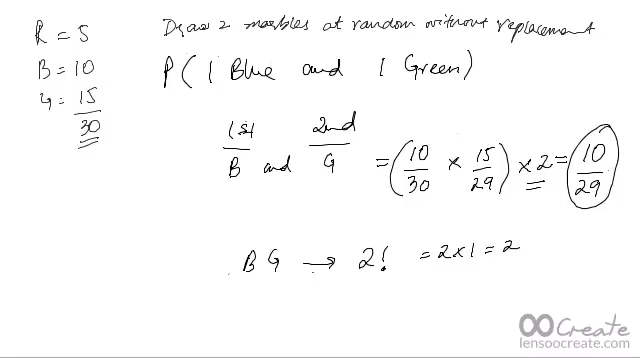 R = 5
B = 10
G = 15
30
Draw 2 marbles at random without replacement
P( 1 Blue and 1 Green)
1st 2nd
B and G = (10/30 × 15/29) × 2 = 10/29
BG → 2! = 2×1 = 2
Create
lensoocreate.com